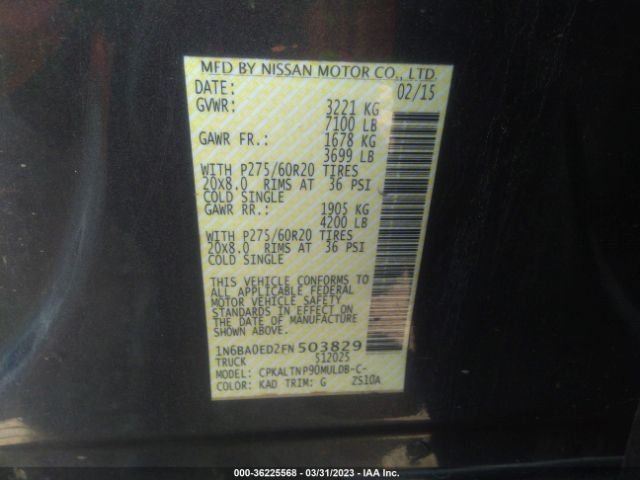 MFD BY NISSAN MOTOR CO., LTD.
DATE: 02/15
GVWR: 3221 KG
7100 LB
GAWR FR.: 1678 KG
3699 LB
WITH P275/60R20 TIRES
20X8.0 RIMS AT 36 PSI
COLD SINGLE
GAWR RR.: 1905 KG
4200 LB
WITH P275/60R20 TIRES
20X8.0 RIMS AT 36 PSI
COLD SINGLE
THIS VEHICLE CONFORMS TO
ALL APPLICABLE FEDERAL
MOTOR VEHICLE SAFETY
STANDARDS IN EFFECT ON
THE DATE OF MANUFACTURE
SHOWN ABOVE.
1N6BA0ED2FN503829
TRUCK S12025
MODEL: CPKALTNP90MULDB-C-
COLOR: KAD TRIM: G ZS10A
000-36225568 - 03/31/2023 - IAA Inc.